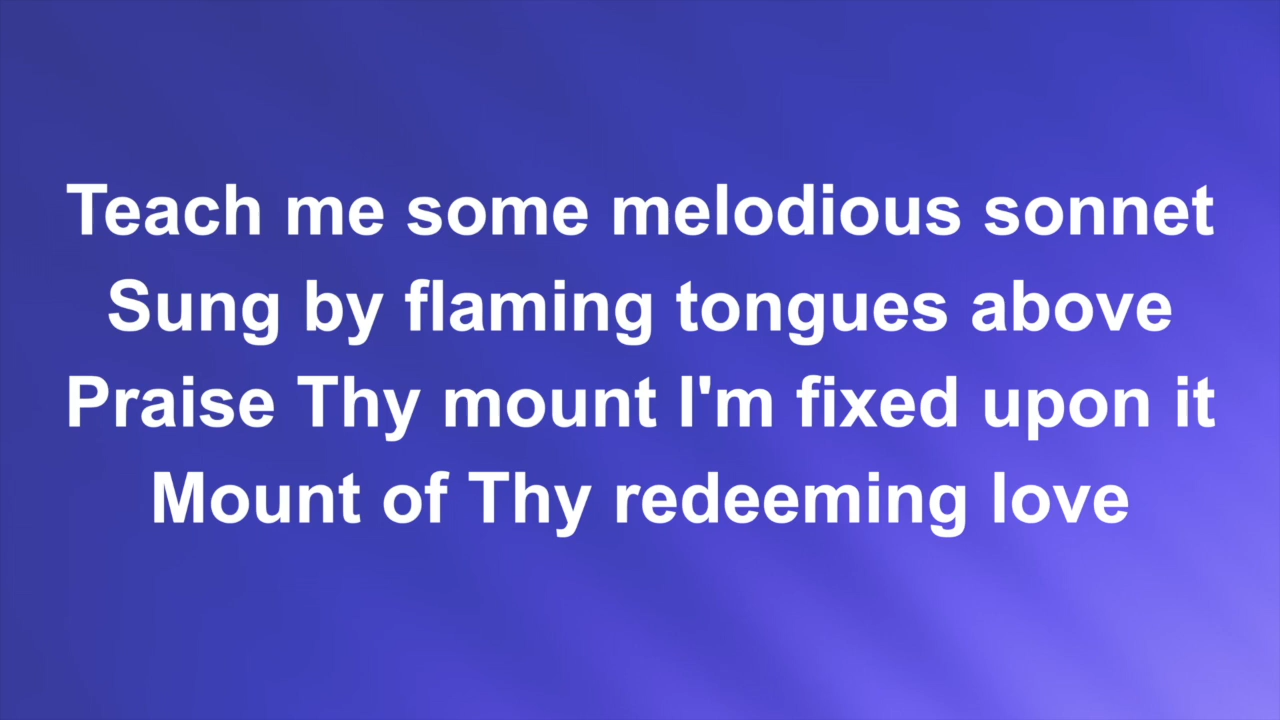 Teach me some melodious sonnet
Sung by flaming tongues above
Praise Thy mount I'm fixed upon it
Mount of Thy redeeming love